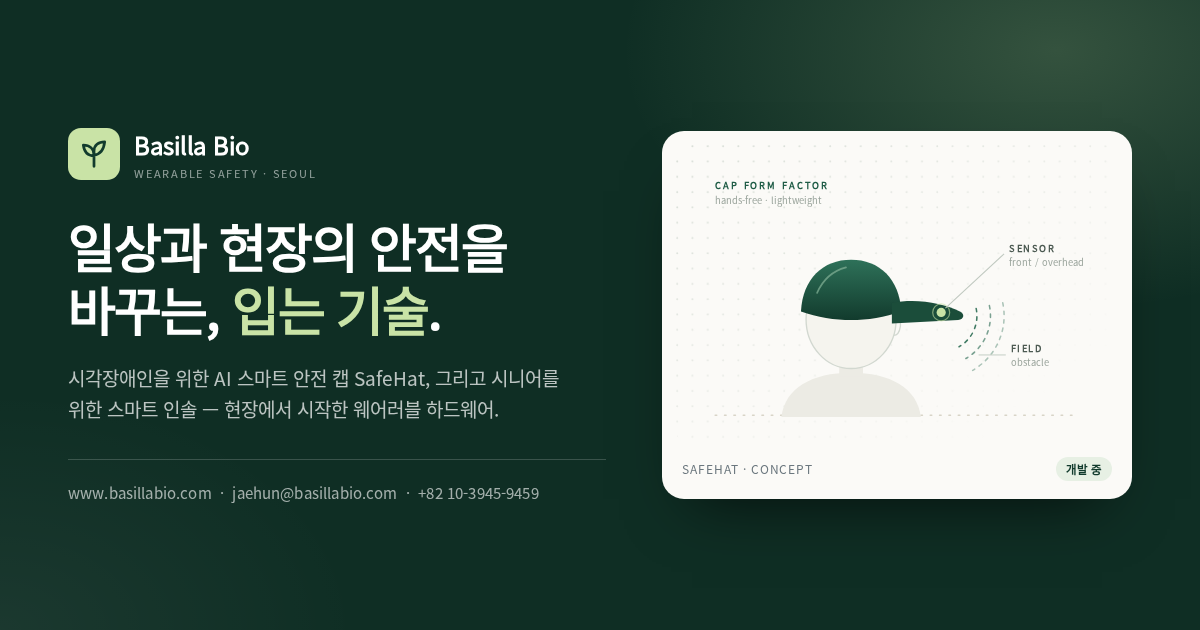 Basilla Bio
WEARABLE SAFETY · SEOUL
일상과 현장의 안전을
바꾸는, 입는 기술.
시각장애인을 위한 AI 스마트 안전 캡 SafeHat, 그리고 시니어를
위한 스마트 인솔 — 현장에서 시작한 웨어러블 하드웨어.
www.basillabio.com · jaehun@basillabio.com · +82 10-3945-9459
CAP FORM FACTOR
hands-free · lightweight
SENSOR
front / overhead
FIELD
obstacle
SAFEHAT · CONCEPT
개발 중